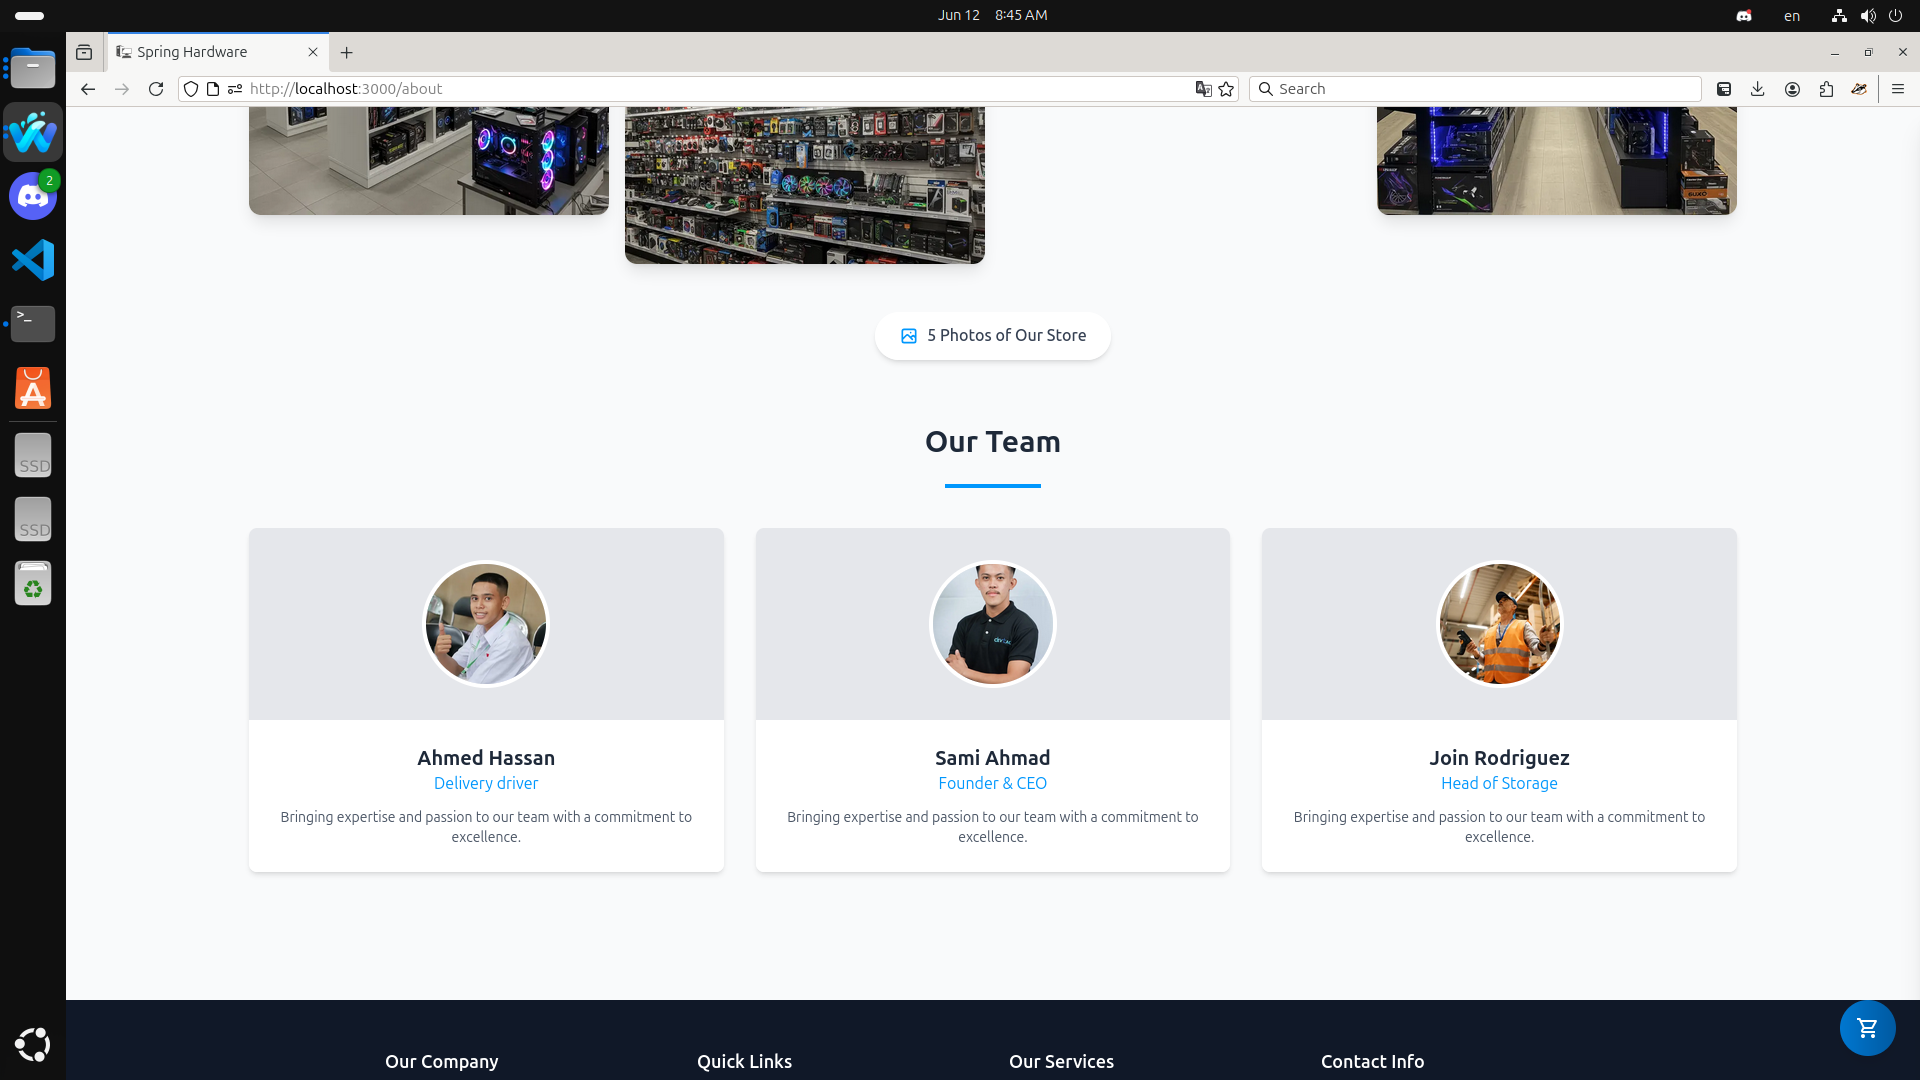 Jun 12 8:45 AM
en
Spring Hardware
http://localhost:3000/about
Search
2
>_
SSD
SSD
5 Photos of Our Store
Our Team
Ahmed Hassan
Delivery driver
Bringing expertise and passion to our team with a commitment to
excellence.
Sami Ahmad
Founder & CEO
Bringing expertise and passion to our team with a commitment to
excellence.
Join Rodriguez
Head of Storage
Bringing expertise and passion to our team with a commitment to
excellence.
Our Company
Quick Links
Our Services
Contact Info